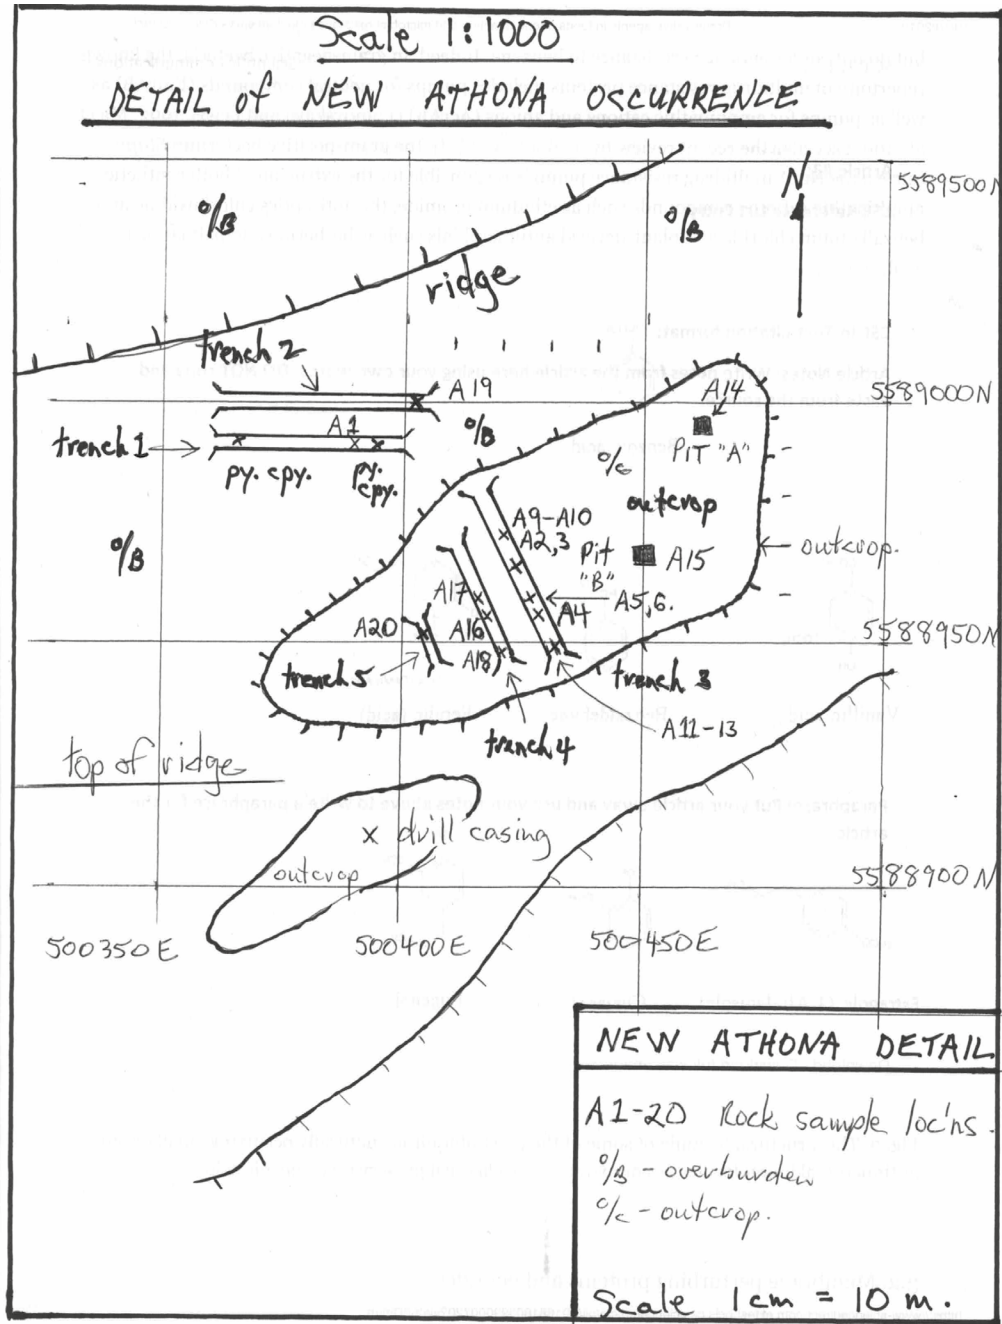 Scale 1:1000
DETAIL of NEW ATHONA OCCURRENCE
N
5589500N
o/B
o/B
ridge
trench 2
A19
A14
5589000N
trench 1
A1
o/B
PIT "A"
py. cpy.
py.
cpy.
o/c
outcrop
A9-A10
A2,3
o/B
Pit
"B"
A15
outcrop.
A17
A4
A5,6.
A20
A16
A18
5588950N
trench 5
trench 3
A11-13
trench 4
top of ridge
x drill casing
outcrop
5588900N
500350E
500400E
500450E
NEW ATHONA DETAIL
A1-20 Rock sample loc'ns.
o/B - overburden
o/c - outcrop.
Scale 1cm = 10 m.